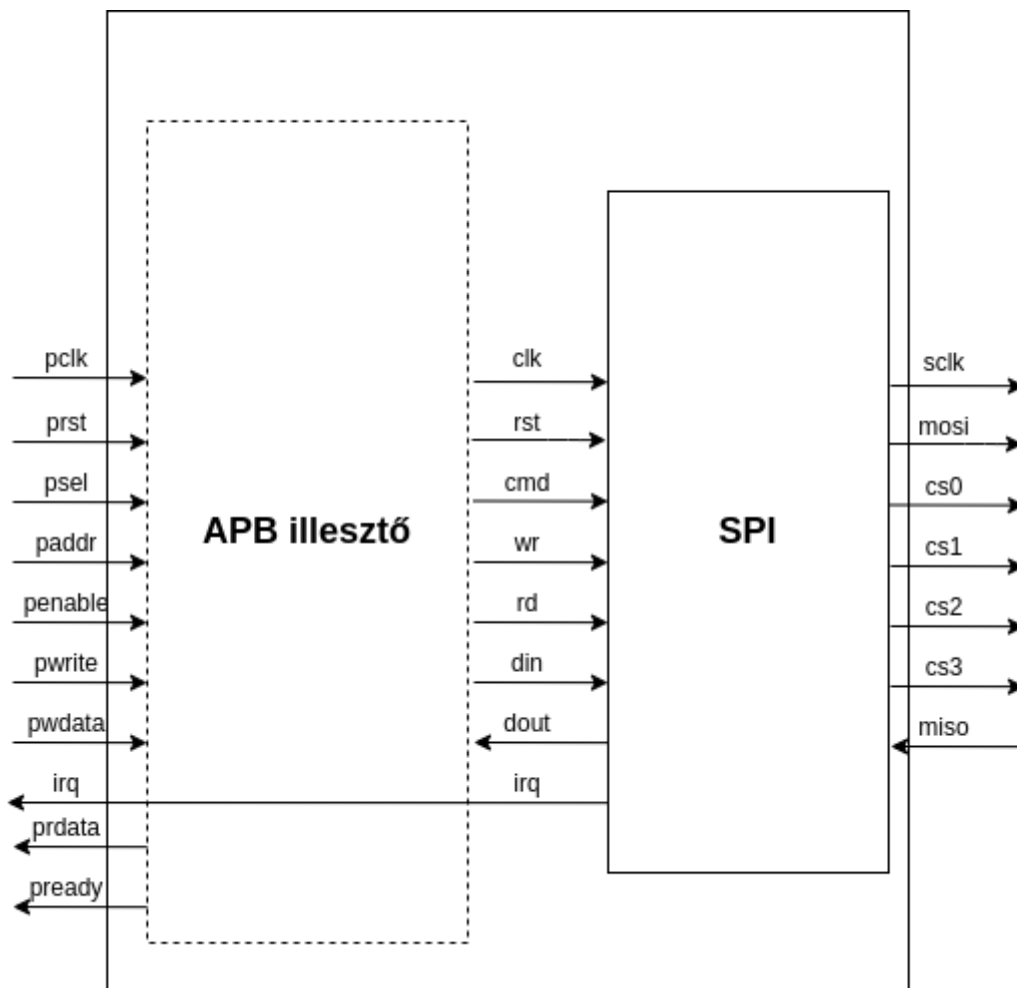 pclk
clk
sclk
prst
rst
mosi
psel
cmd
cs0
APB illesztő
SPI
paddr
wr
cs1
penable
rd
cs2
pwrite
din
cs3
pwdata
dout
miso
irq
irq
prdata
pready